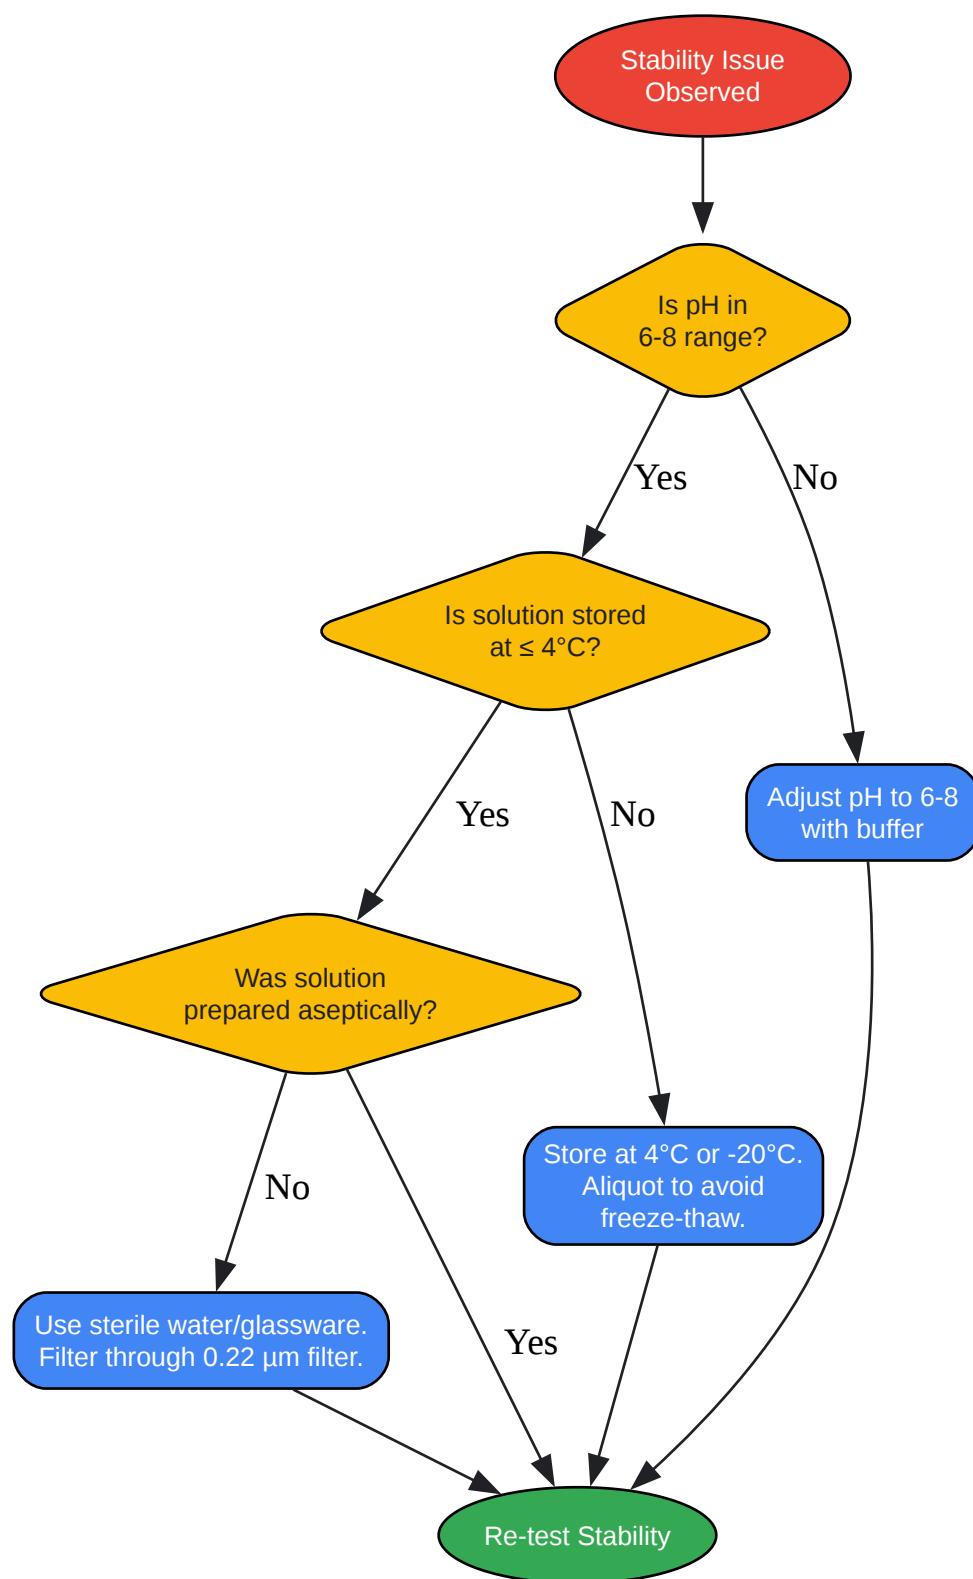 Stability Issue
Observed
Is pH in
6-8 range?
Yes
No
Is solution stored
at ≤ 4°C?
Yes
No
Adjust pH to 6-8
with buffer
Was solution
prepared aseptically?
No
Yes
Store at 4°C or -20°C.
Aliquot to avoid
freeze-thaw.
Use sterile water/glassware.
Filter through 0.22 µm filter.
Re-test Stability